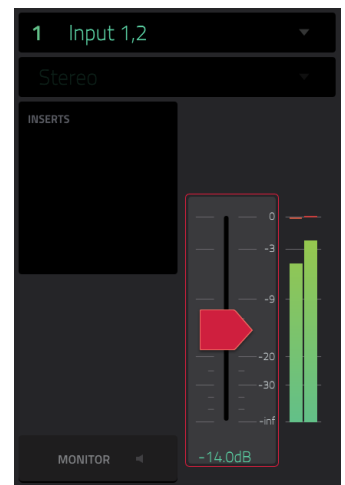 1 Input 1,2
Stereo
INSERTS
0
-3
-9
-20
-30
-inf
MONITOR
-14.0dB